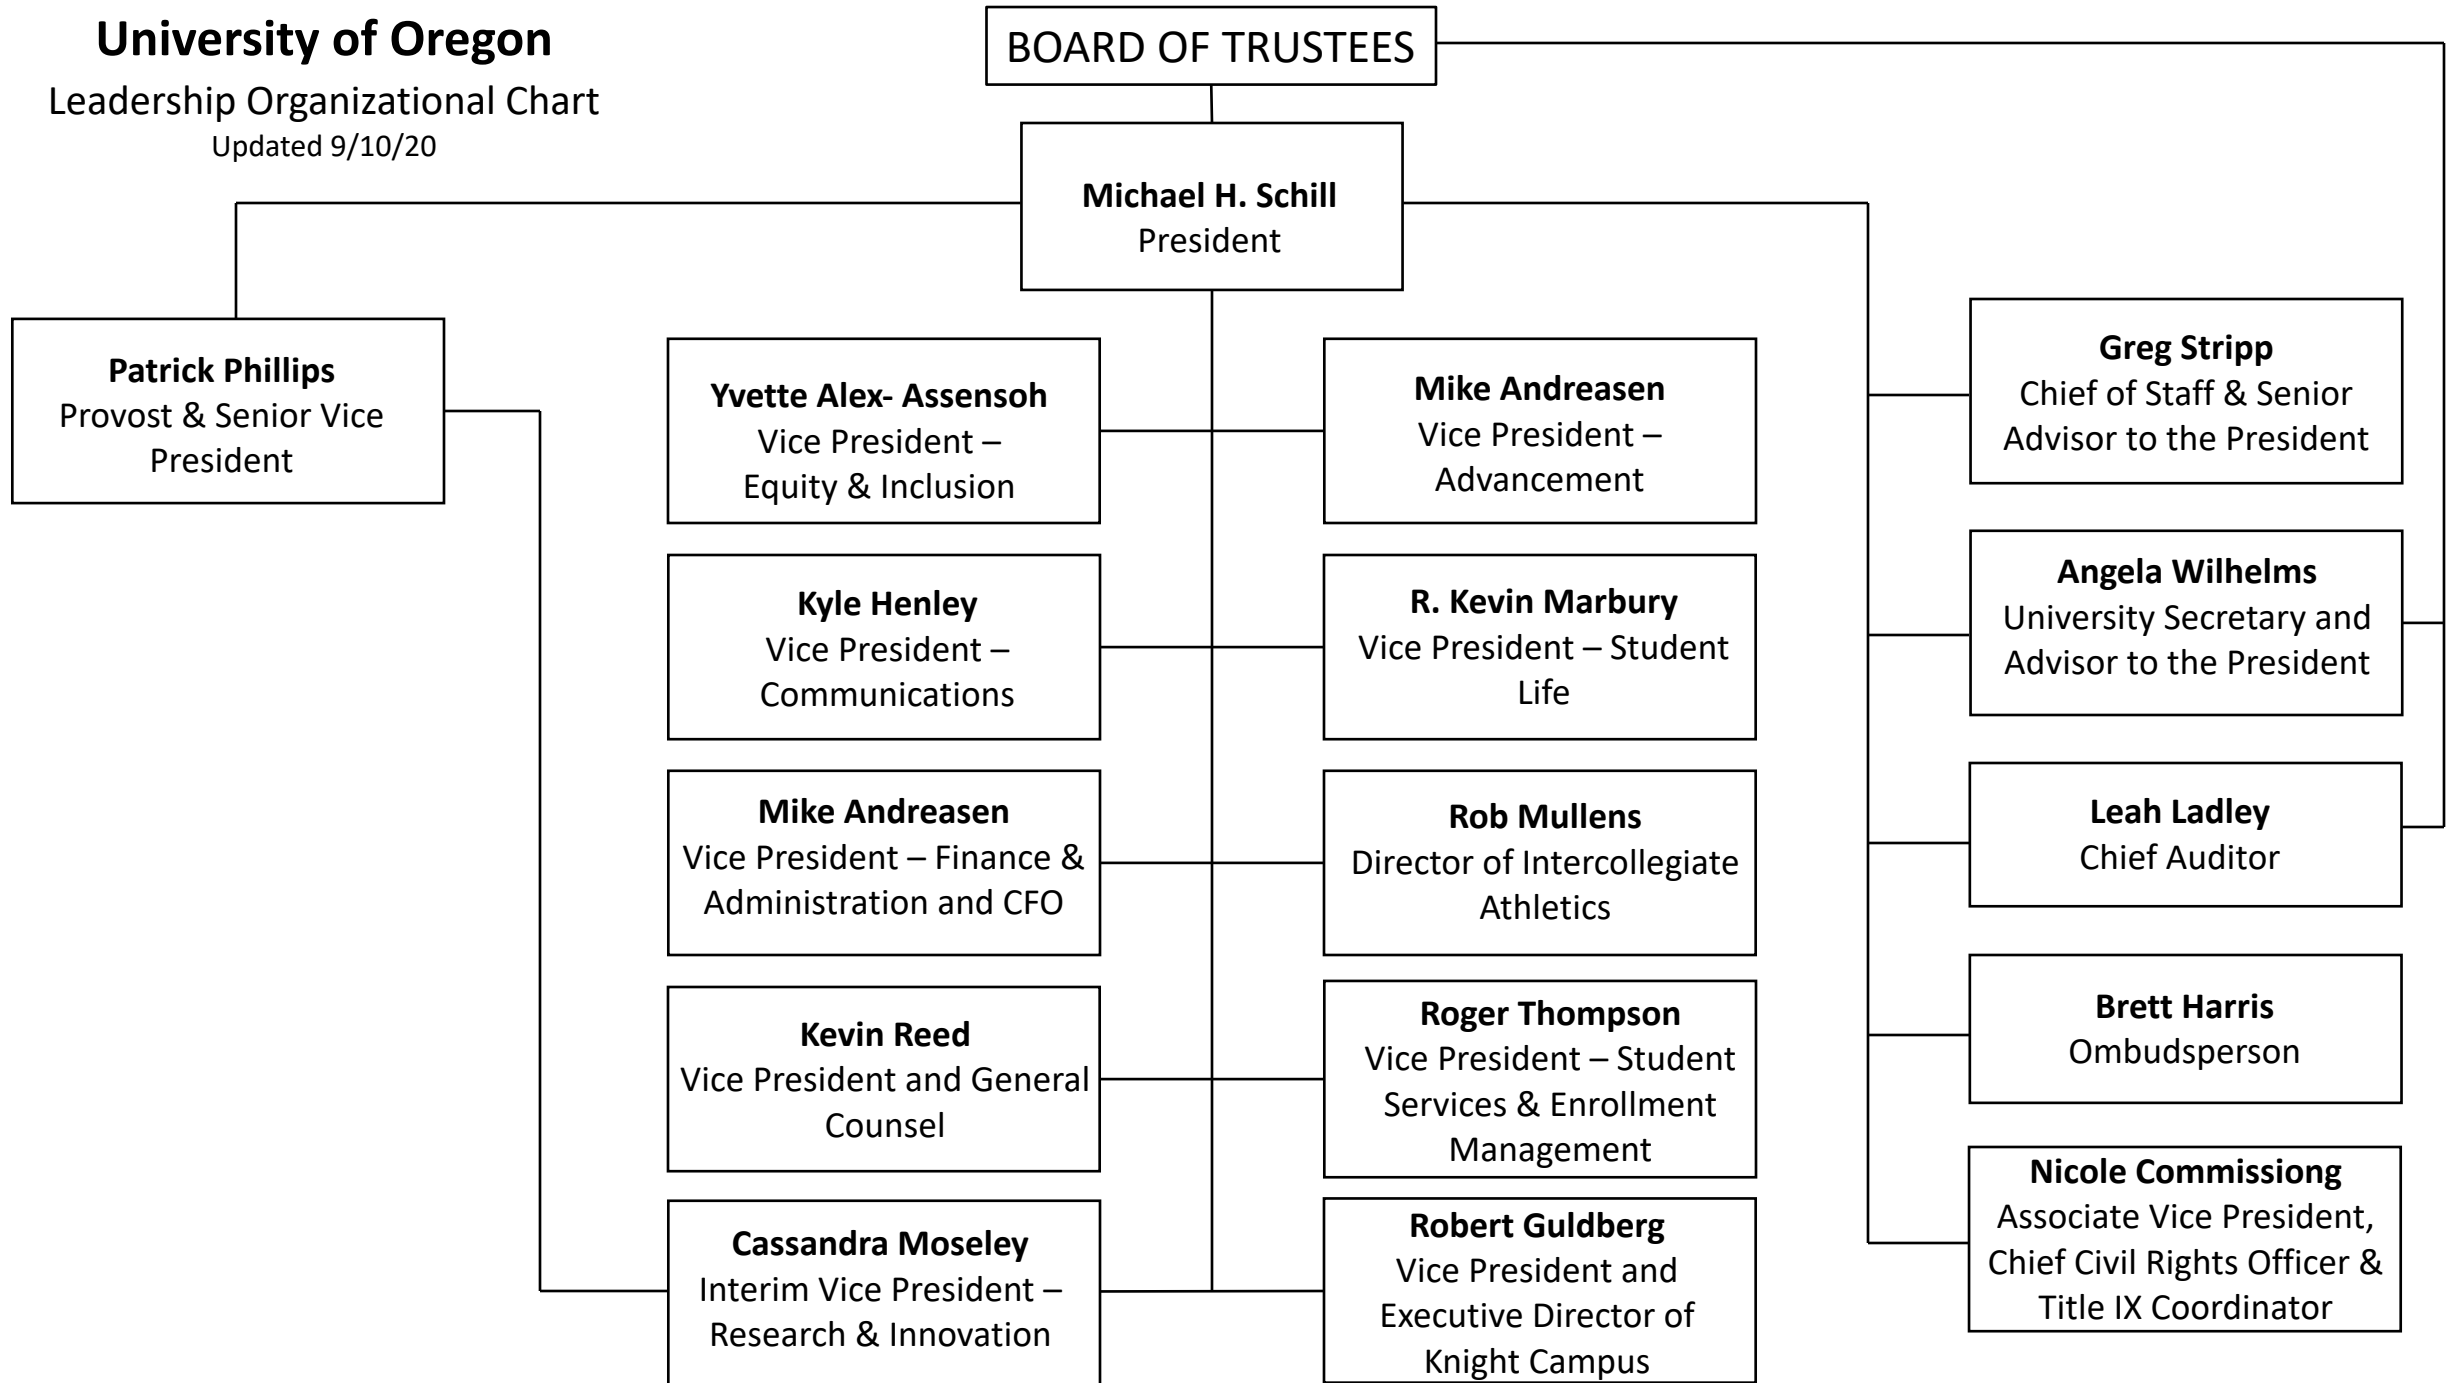 University of Oregon
Leadership Organizational Chart
Updated 9/10/20
BOARD OF TRUSTEES
Michael H. Schill
President
Patrick Phillips
Provost & Senior Vice
President
Yvette Alex- Assensoh
Vice President –
Equity & Inclusion
Mike Andreasen
Vice President –
Advancement
Greg Stripp
Chief of Staff & Senior
Advisor to the President
Kyle Henley
Vice President –
Communications
R. Kevin Marbury
Vice President – Student
Life
Angela Wilhelms
University Secretary and
Advisor to the President
Mike Andreasen
Vice President – Finance &
Administration and CFO
Rob Mullens
Director of Intercollegiate
Athletics
Leah Ladley
Chief Auditor
Kevin Reed
Vice President and General
Counsel
Roger Thompson
Vice President – Student
Services & Enrollment
Management
Brett Harris
Ombudsperson
Cassandra Moseley
Interim Vice President –
Research & Innovation
Robert Guldberg
Vice President and
Executive Director of
Knight Campus
Nicole Commissiong
Associate Vice President,
Chief Civil Rights Officer &
Title IX Coordinator